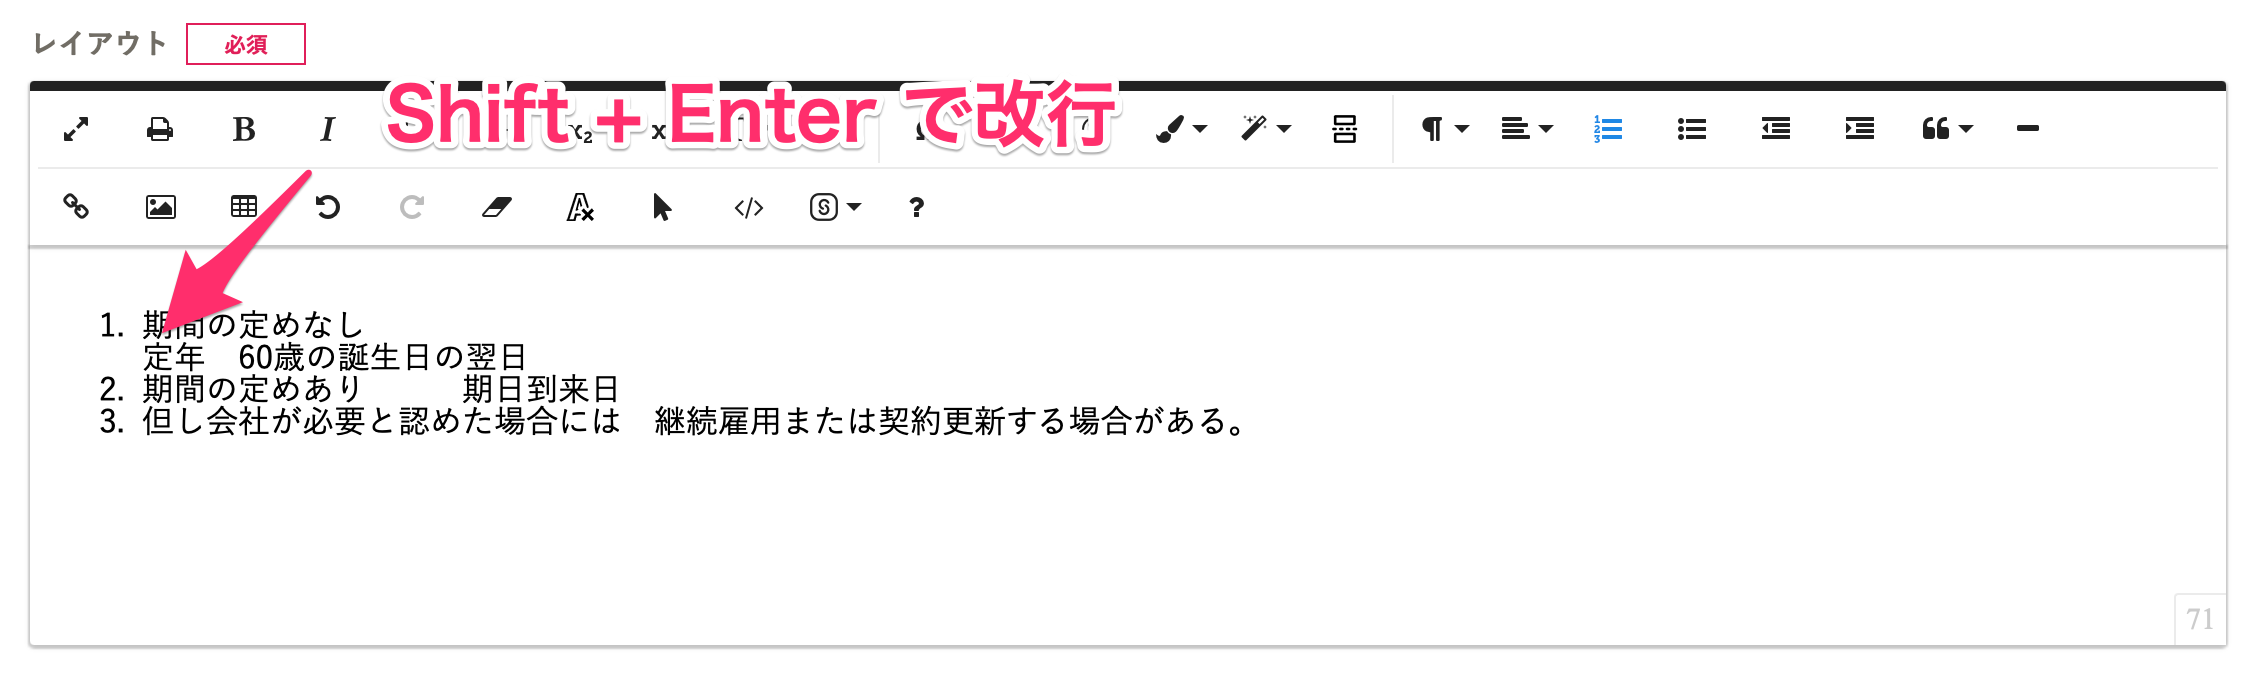 レイアウト 必須
Shift + Enter で改行
1. 期間の定めなし
定年　60歳の誕生日の翌日
2. 期間の定めあり　　　期日到来日
3. 但し会社が必要と認めた場合には　継続雇用または契約更新する場合がある。
71